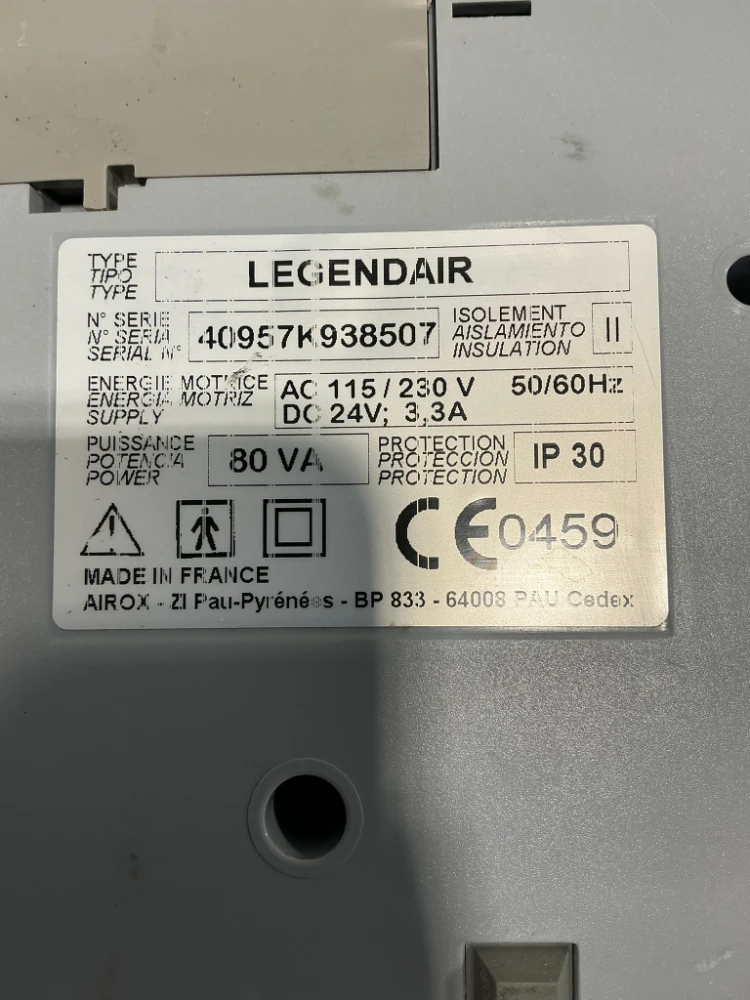 TYPE
TIPO
TYPE
LEGENDAIR
N° SERIE
N° SERIA
SERIAL N°
40957K938507
ISOLEMENT
AISLAMIENTO
INSULATION
II
ENERGIE MOTRICE
ENERGIA MOTRIZ
SUPPLY
AC 115 / 230 V 50/60Hz
DC 24V; 3,3A
PUISSANCE
POTENCIA
POWER
80 VA
PROTECTION
PROTECCION
PROTECTION
IP 30
CE0459
MADE IN FRANCE
AIROX - ZI Pau-Pyrénées - BP 833 - 64008 PAU Cedex